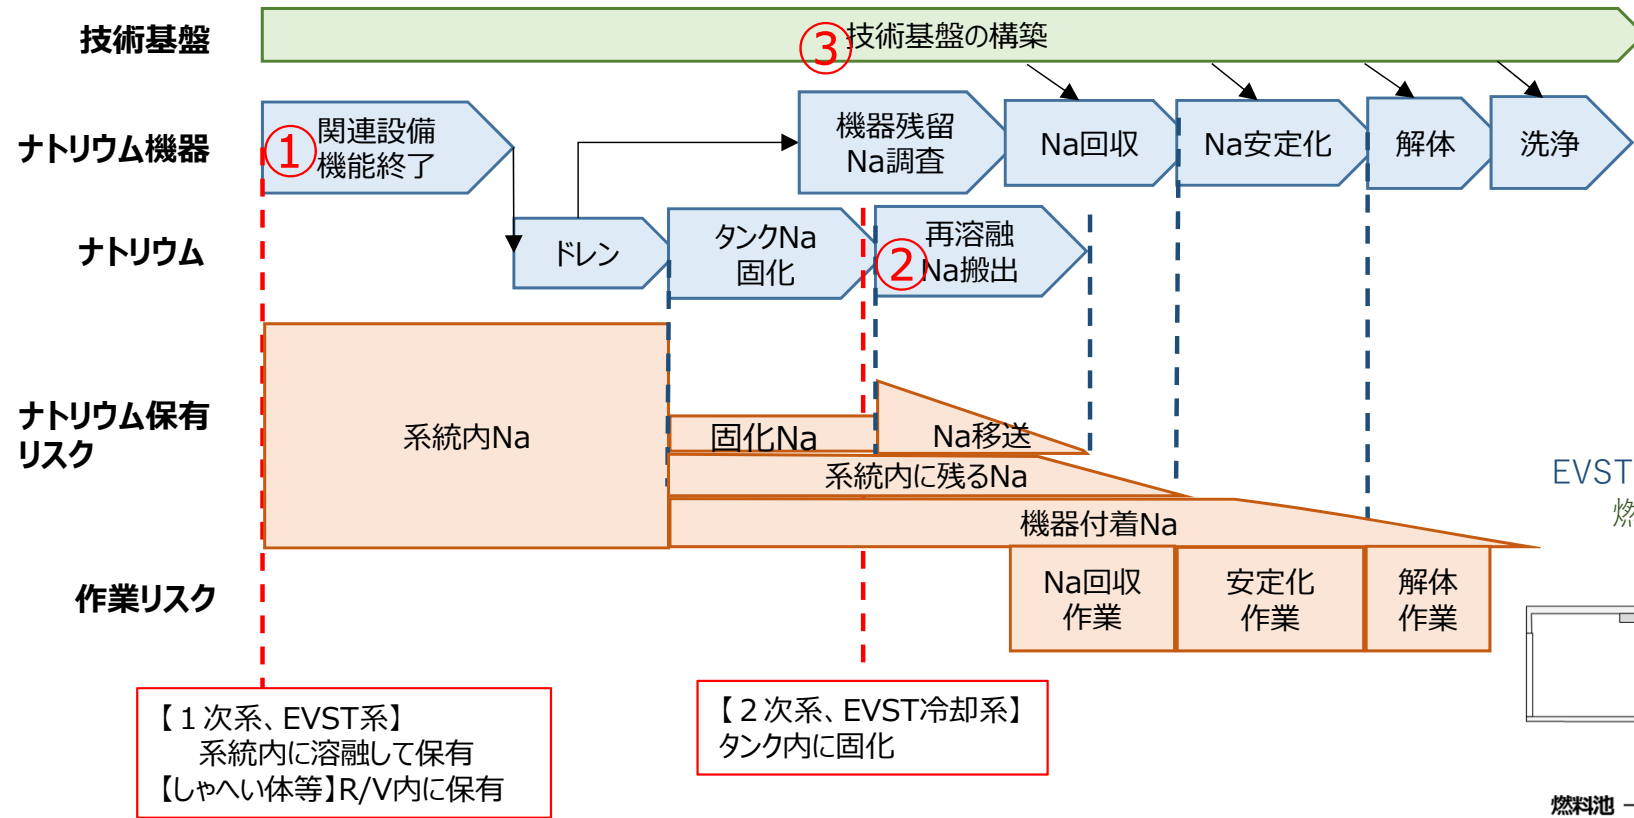 技術基盤
③技術基盤の構築
ナトリウム機器
①関連設備
機能終了
機器残留
Na調査
Na回収
Na安定化
解体
洗浄
ナトリウム
ドレン
タンクNa
固化
再溶融
②Na搬出
ナトリウム保有
リスク
系統内Na
固化Na
Na移送
系統内に残るNa
機器付着Na
EVST
燃
作業リスク
Na回収
作業
安定化
作業
解体
作業
【１次系、EVST系】
系統内に溶融して保有
【しゃへい体等】R/V内に保有
【２次系、EVST冷却系】
タンク内に固化
燃料池